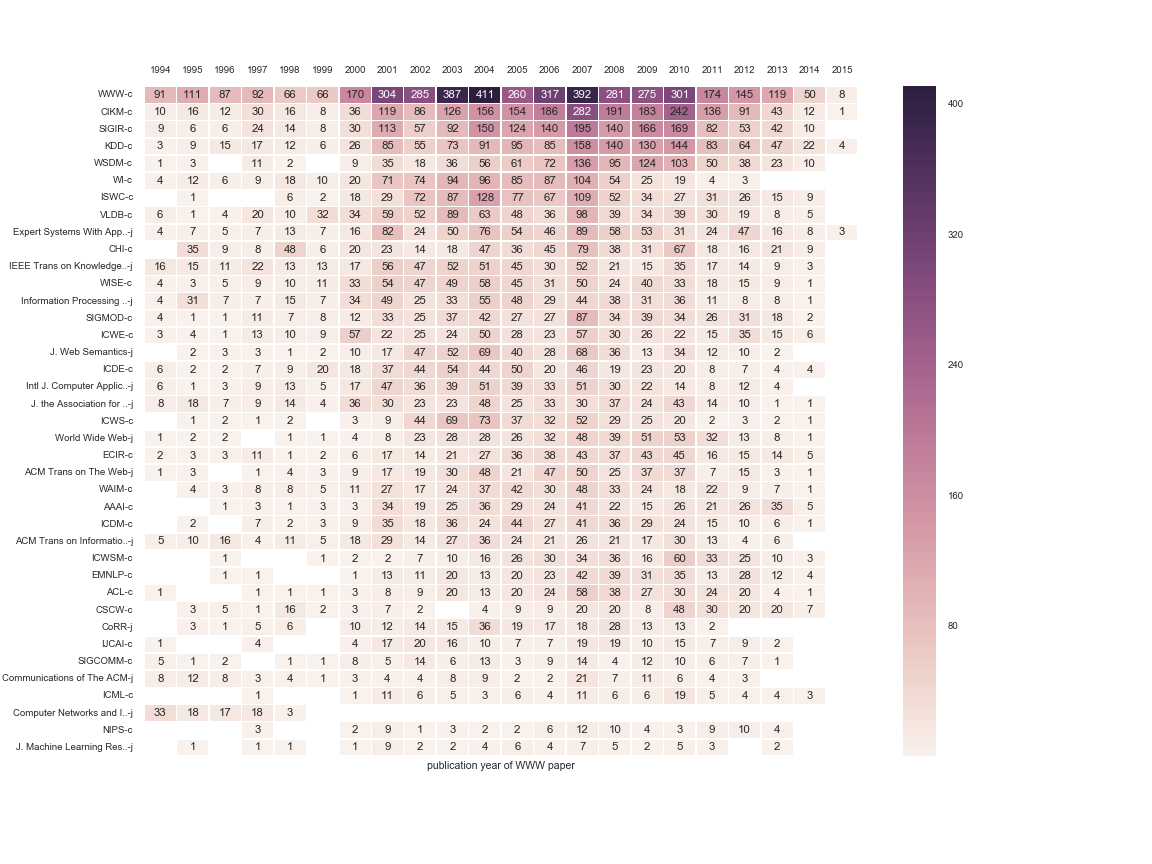 1994 1995 1996 1997 1998 1999 2000 2001 2002 2003 2004 2005 2006 2007 2008 2009 2010 2011 2012 2013 2014 2015
WWW-c 91 111 87 92 66 66 170 304 285 387 411 260 317 392 281 275 301 174 145 119 50 8
CIKM-c 10 16 12 30 16 8 36 119 86 126 156 154 186 282 191 183 242 136 91 43 12 1
SIGIR-c 9 6 6 24 14 8 30 113 57 92 150 124 140 195 140 166 169 82 53 42 10
KDD-c 3 9 15 17 12 6 26 85 55 73 91 95 85 158 140 130 144 83 64 47 22 4
WSDM-c 1 3 11 2 9 35 18 36 56 61 72 136 95 124 103 50 38 23 10
WI-c 4 12 6 9 18 10 20 71 74 94 96 85 87 104 54 25 19 4 3
ISWC-c 1 6 2 18 29 72 87 128 77 67 109 52 34 27 31 26 15 9
VLDB-c 6 1 4 20 10 32 34 59 52 89 63 48 36 98 39 34 39 30 19 8 5
Expert Systems With App..-j 4 7 5 7 13 7 16 82 24 50 76 54 46 89 58 53 31 24 47 16 8 3
CHI-c 35 9 8 48 6 20 23 14 18 47 36 45 79 38 31 67 18 16 21 9
IEEE Trans on Knowledge..-j 16 15 11 22 13 13 17 56 47 52 51 45 30 52 21 15 35 17 14 9 3
WISE-c 4 3 5 9 10 11 33 54 47 49 58 45 31 50 24 40 33 18 15 9 1
Information Processing ..-j 4 31 7 7 15 7 34 49 25 33 55 48 29 44 38 31 36 11 8 8 1
SIGMOD-c 4 1 1 11 7 8 12 33 25 37 42 27 27 87 34 39 34 26 31 18 2
ICWE-c 3 4 1 13 10 9 57 22 25 24 50 28 23 57 30 26 22 15 35 15 6
J. Web Semantics-j 2 3 3 1 2 10 17 47 52 69 40 28 68 36 13 34 12 10 2
ICDE-c 6 2 2 7 9 20 18 37 44 54 44 50 20 46 19 23 20 8 7 4 4
Intl J. Computer Applic..-j 6 1 3 9 13 5 17 47 36 39 51 39 33 51 30 22 14 8 12 4
J. the Association for ..-j 8 18 7 9 14 4 36 30 23 23 48 25 33 30 37 24 43 14 10 1 1
ICWS-c 1 2 1 2 3 9 44 69 73 37 32 52 29 25 20 2 3 2 1
World Wide Web-j 1 2 2 1 1 4 8 23 28 28 26 32 48 39 51 53 32 13 8 1
ECIR-c 2 3 3 11 1 2 6 17 14 21 27 36 38 43 37 43 45 16 15 14 5
ACM Trans on The Web-j 1 3 1 4 3 9 17 19 30 48 21 47 50 25 37 37 7 15 3 1
WAIM-c 4 3 8 8 5 11 27 17 24 37 42 30 48 33 24 18 22 9 7 1
AAAI-c 1 3 1 3 3 34 19 25 36 29 24 41 22 15 26 21 26 35 5
ICDM-c 2 7 2 3 9 35 18 36 24 44 27 41 36 29 24 15 10 6 1
ACM Trans on Informatio..-j 5 10 16 4 11 5 18 29 14 27 36 24 21 26 21 17 30 13 4 6
ICWSM-c 1 1 2 2 7 10 16 26 30 34 36 16 60 33 25 10 3
EMNLP-c 1 1 1 13 11 20 13 20 23 42 39 31 35 13 28 12 4
ACL-c 1 1 1 1 3 8 9 20 13 20 24 58 38 27 30 24 20 4 1
CSCW-c 3 5 1 16 2 3 7 2 4 9 9 20 20 8 48 30 20 20 7
CoRR-j 3 1 5 6 10 12 14 15 36 19 17 18 28 13 13 2
IJCAI-c 1 4 4 17 20 16 10 7 7 19 19 10 15 7 9 2
SIGCOMM-c 5 1 2 1 1 8 5 14 6 13 3 9 14 4 12 10 6 7 1
Communications of The ACM-j 8 12 8 3 4 1 3 4 4 8 9 2 2 21 7 11 6 4 3
ICML-c 1 1 11 6 5 3 6 4 11 6 6 19 5 4 4 3
Computer Networks and I..-j 33 18 17 18 3
NIPS-c 3 2 9 1 3 2 2 6 12 10 4 3 9 10 4
J. Machine Learning Res..-j 1 1 1 1 9 2 2 4 6 4 7 5 2 5 3 2
publication year of WWW paper
400
320
240
160
80